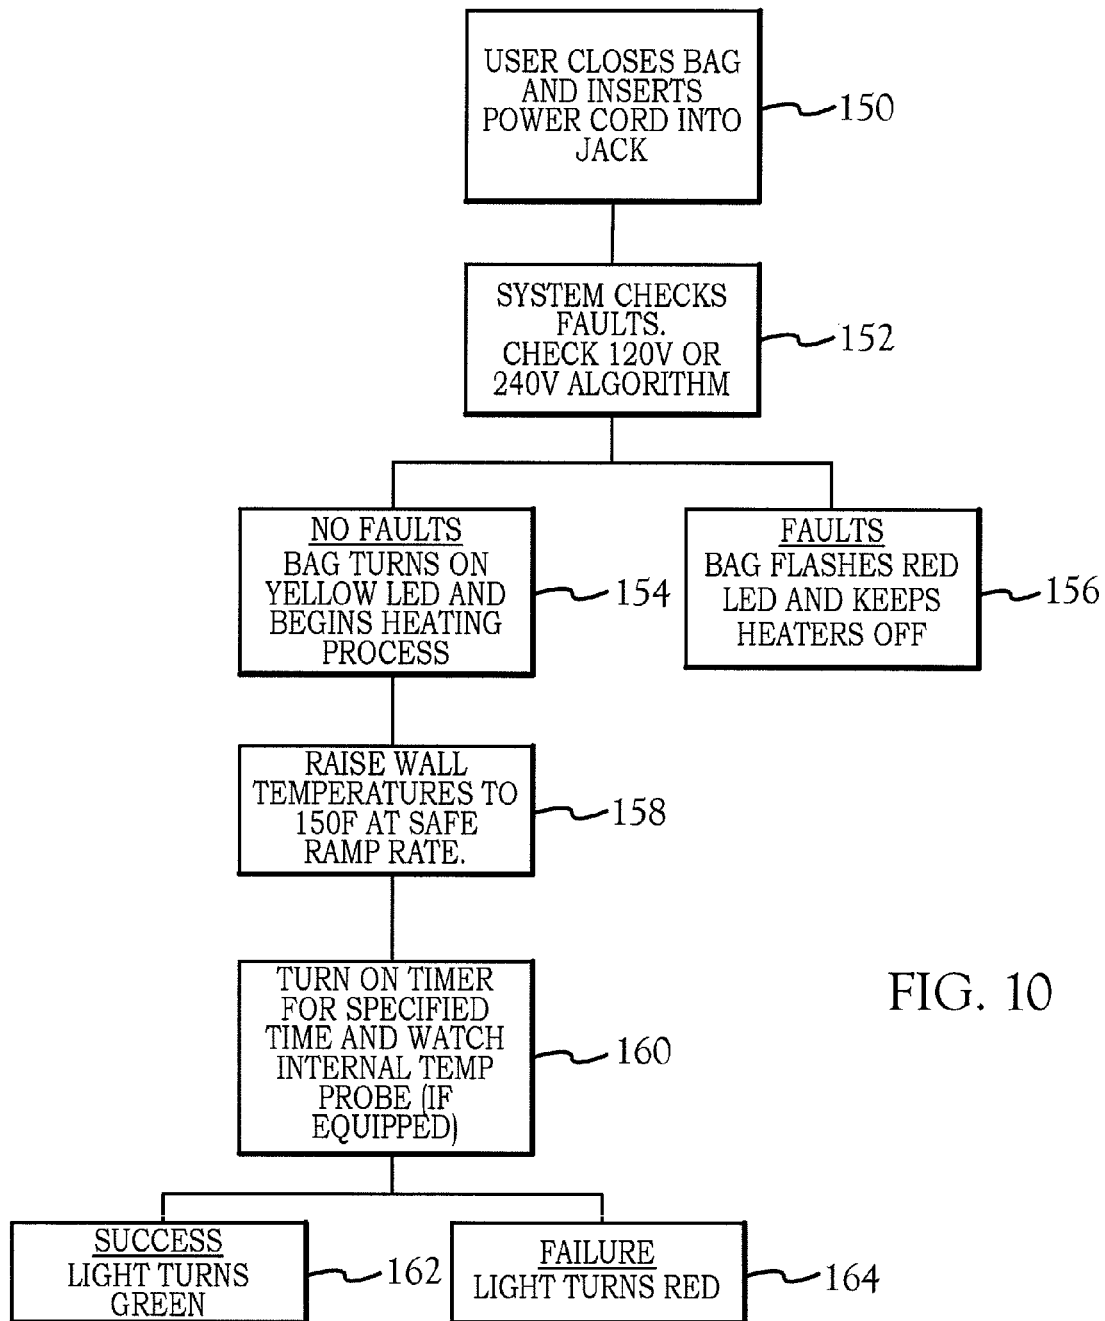 USER CLOSES BAG
AND INSERTS
POWER CORD INTO
JACK
150
SYSTEM CHECKS
FAULTS.
CHECK 120V OR
240V ALGORITHM
152
NO FAULTS
BAG TURNS ON
YELLOW LED AND
BEGINS HEATING
PROCESS
154
FAULTS
BAG FLASHES RED
LED AND KEEPS
HEATERS OFF
156
RAISE WALL
TEMPERATURES TO
150F AT SAFE
RAMP RATE.
158
TURN ON TIMER
FOR SPECIFIED
TIME AND WATCH
INTERNAL TEMP
PROBE (IF
EQUIPPED)
160
FIG. 10
SUCCESS
LIGHT TURNS
GREEN
162
FAILURE
LIGHT TURNS RED
164